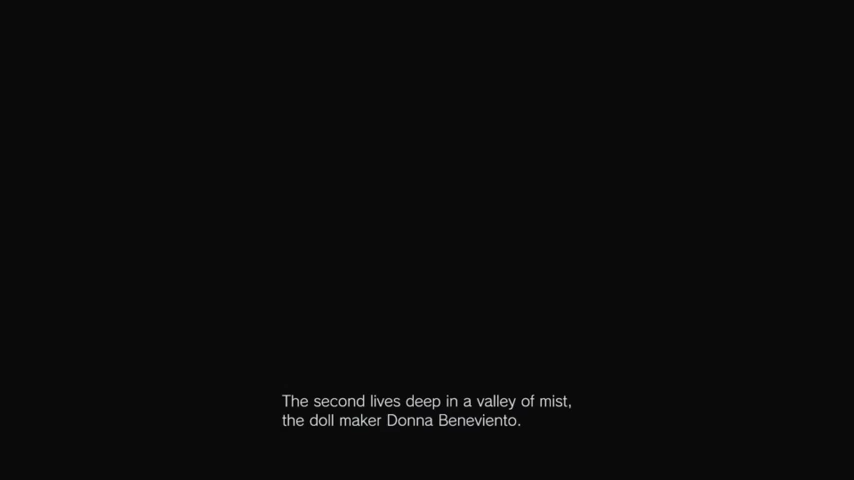 The second lives deep in a valley of mist,
the doll maker Donna Beneviento.